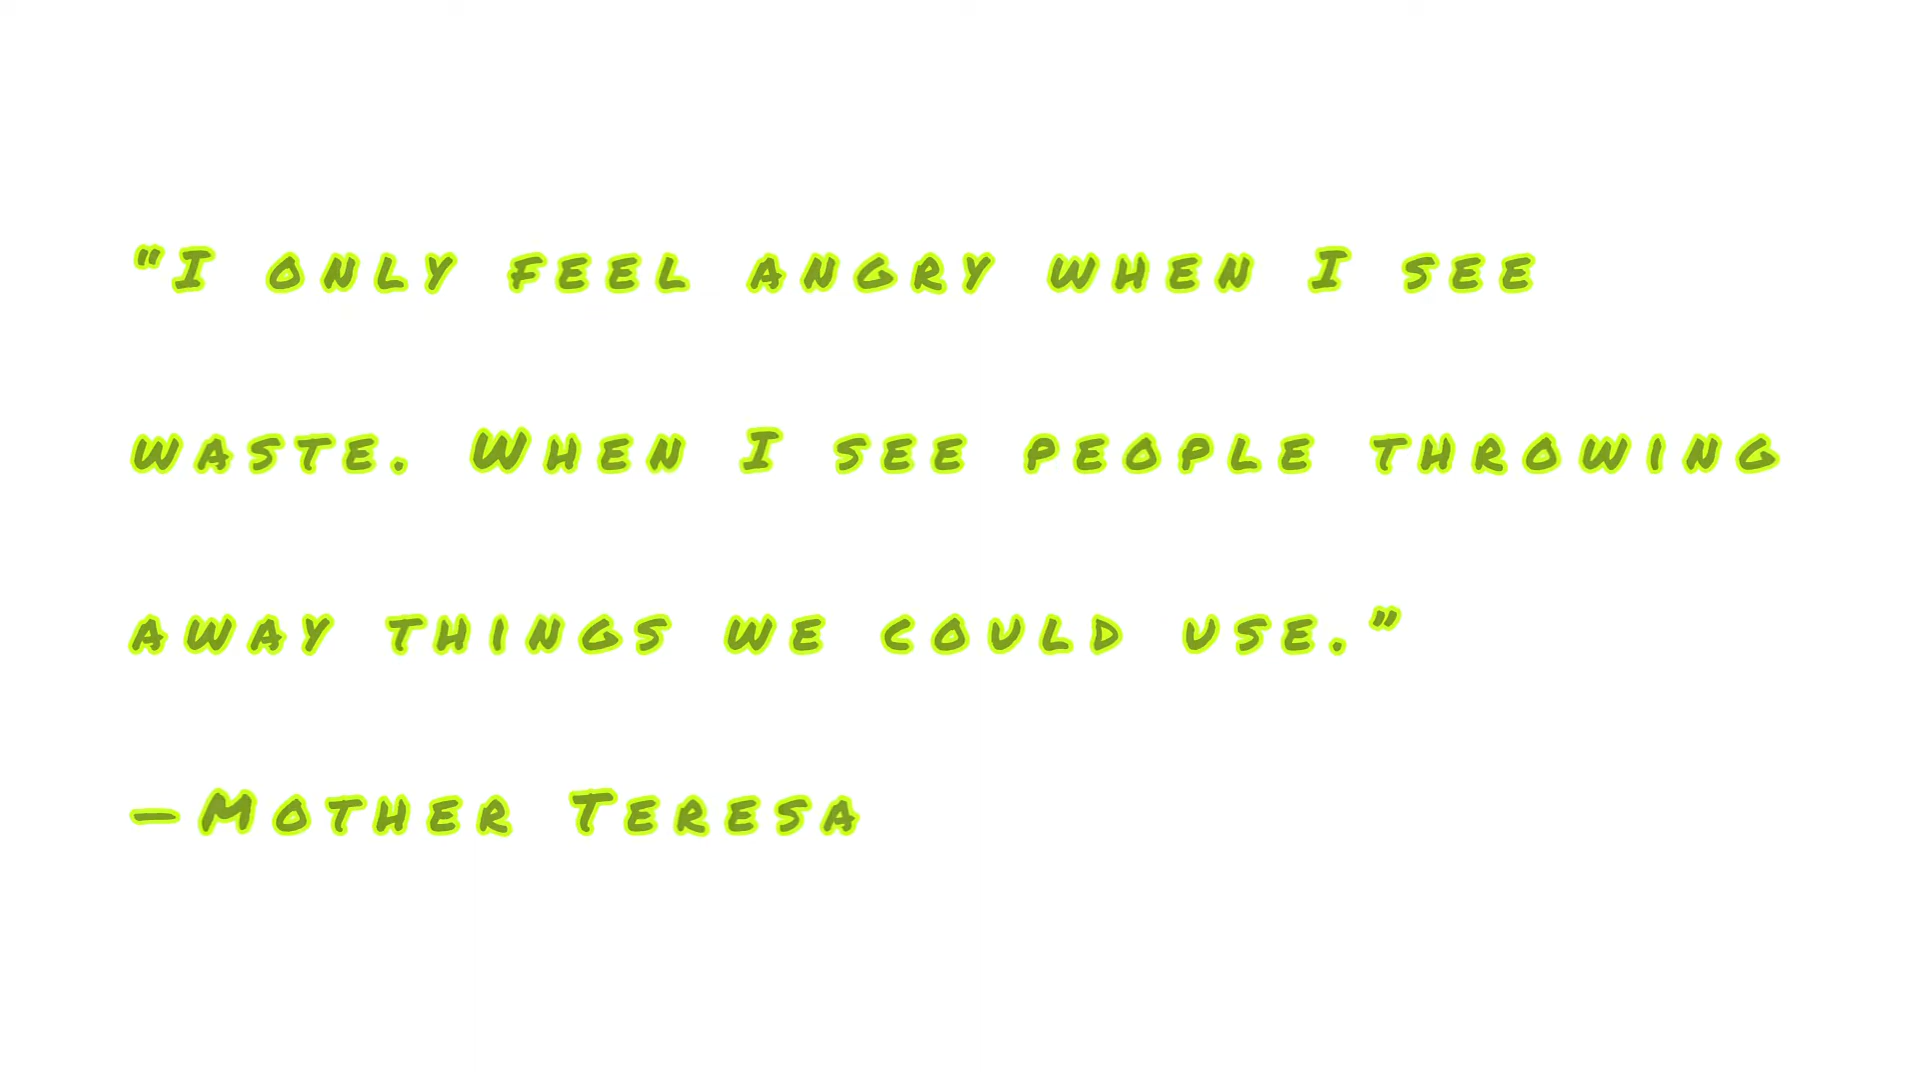 “I only feel angry when I see
waste. When I see people throwing
away things we could use.”
—Mother Teresa